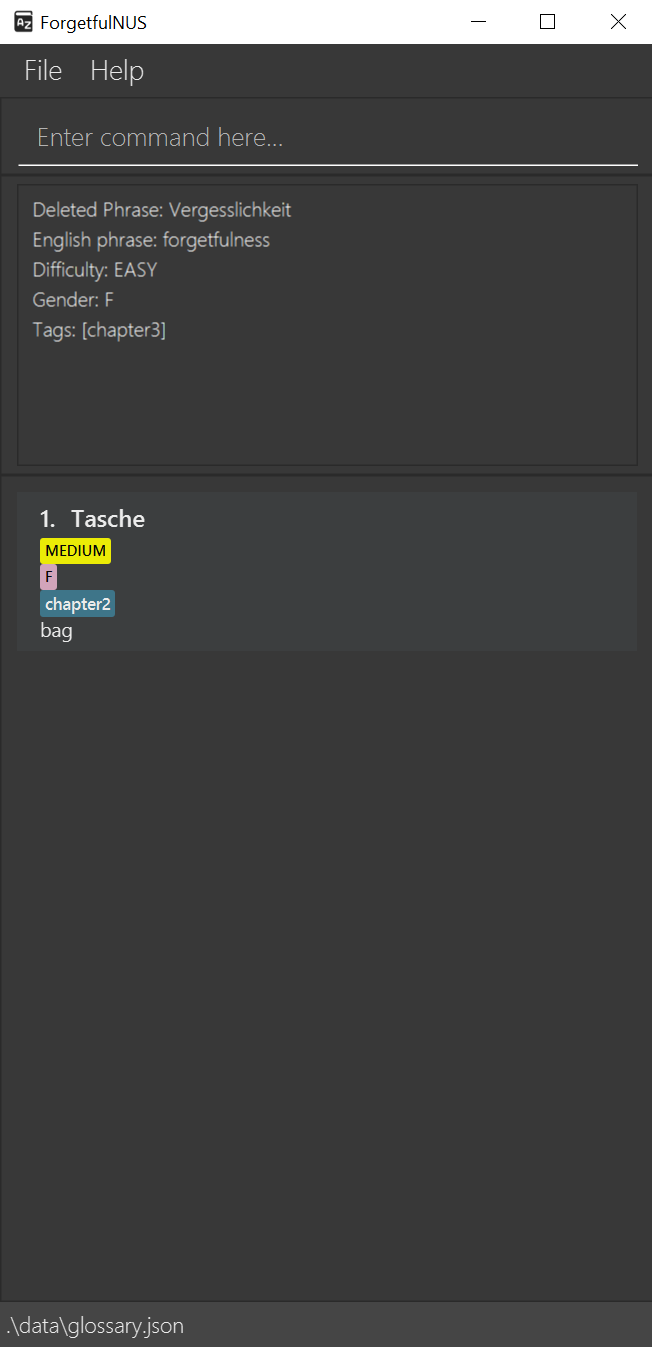 ForgetfulNUS
File Help
Enter command here...
Deleted Phrase: Vergesslichkeit
English phrase: forgetfulness
Difficulty: EASY
Gender: F
Tags: [chapter3]
1. Tasche
MEDIUM
F
chapter2
bag
.\data\glossary.json